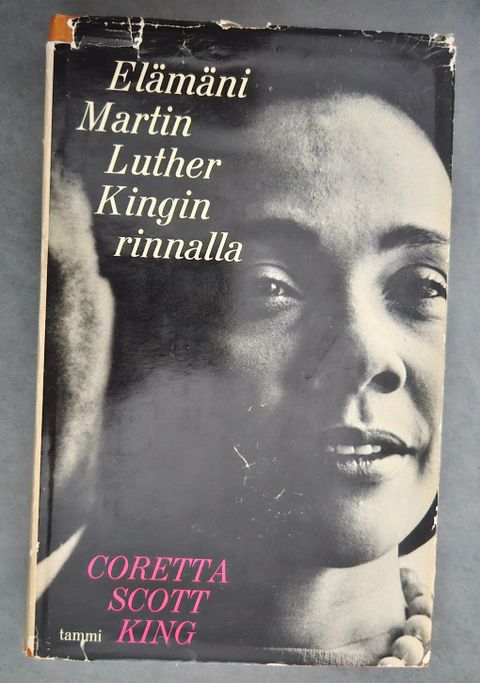 Elämäni
Martin
Luther
Kingin
rinnalla
CORETTA
SCOTT
KING
tammi